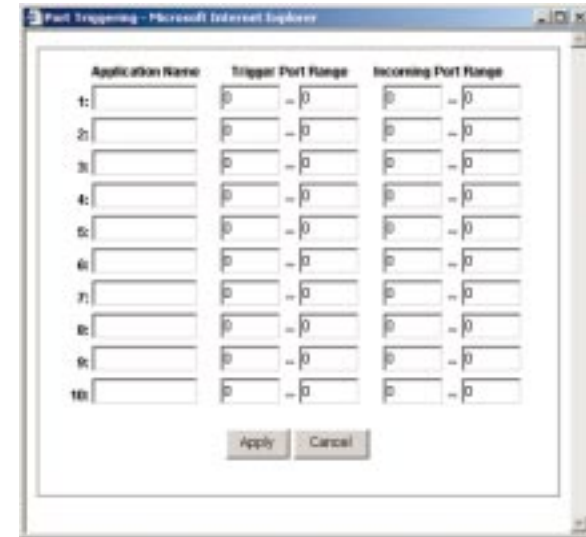 Port Triggering - Microsoft Internet Explorer
Application Name Trigger Port Range Incoming Port Range
1: 0 ~ 0 0 ~ 0
2: 0 ~ 0 0 ~ 0
3: 0 ~ 0 0 ~ 0
4: 0 ~ 0 0 ~ 0
5: 0 ~ 0 0 ~ 0
6: 0 ~ 0 0 ~ 0
7: 0 ~ 0 0 ~ 0
8: 0 ~ 0 0 ~ 0
9: 0 ~ 0 0 ~ 0
10: 0 ~ 0 0 ~ 0
Apply Cancel